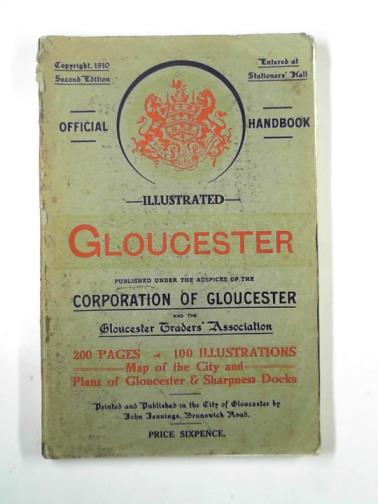 Copyright, 1910
Second Edition
Entered at
Stationers' Hall
OFFICIAL
HANDBOOK
—ILLUSTRATED—
GLOUCESTER
PUBLISHED UNDER THE AUSPICES OF THE
CORPORATION OF GLOUCESTER
AND THE
Gloucester Traders' Association
200 PAGES 100 ILLUSTRATIONS
Map of the City and
Plans of Gloucester & Sharpness Docks
Printed and Published in the City of Gloucester by
John Jennings, Brunswick Road.
PRICE SIXPENCE.